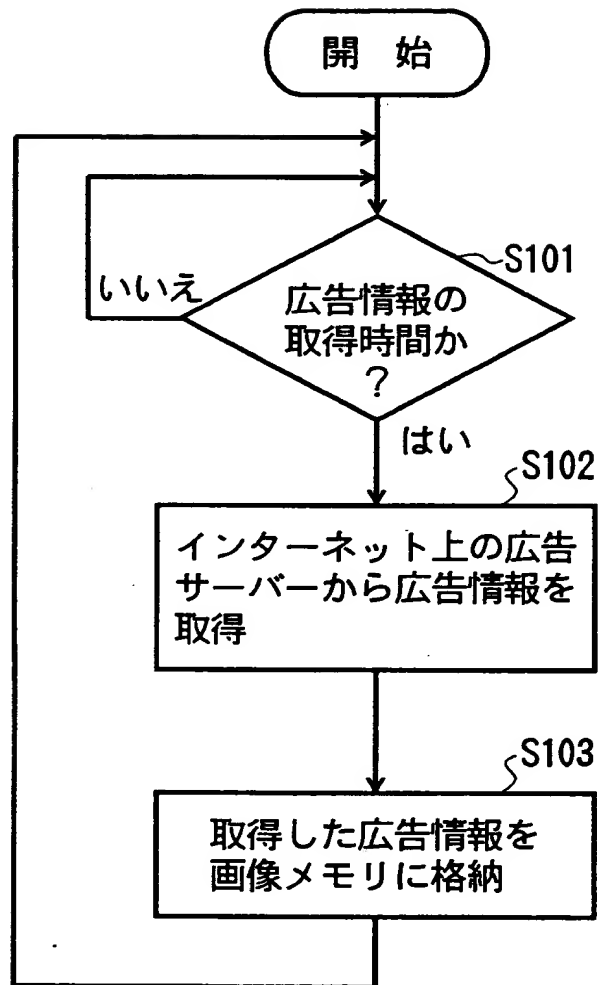 開 始
S101
いいえ
広告情報の
取得時間か
?
はい
S102
インターネット上の広告
サーバーから広告情報を
取得
S103
取得した広告情報を
画像メモリに格納